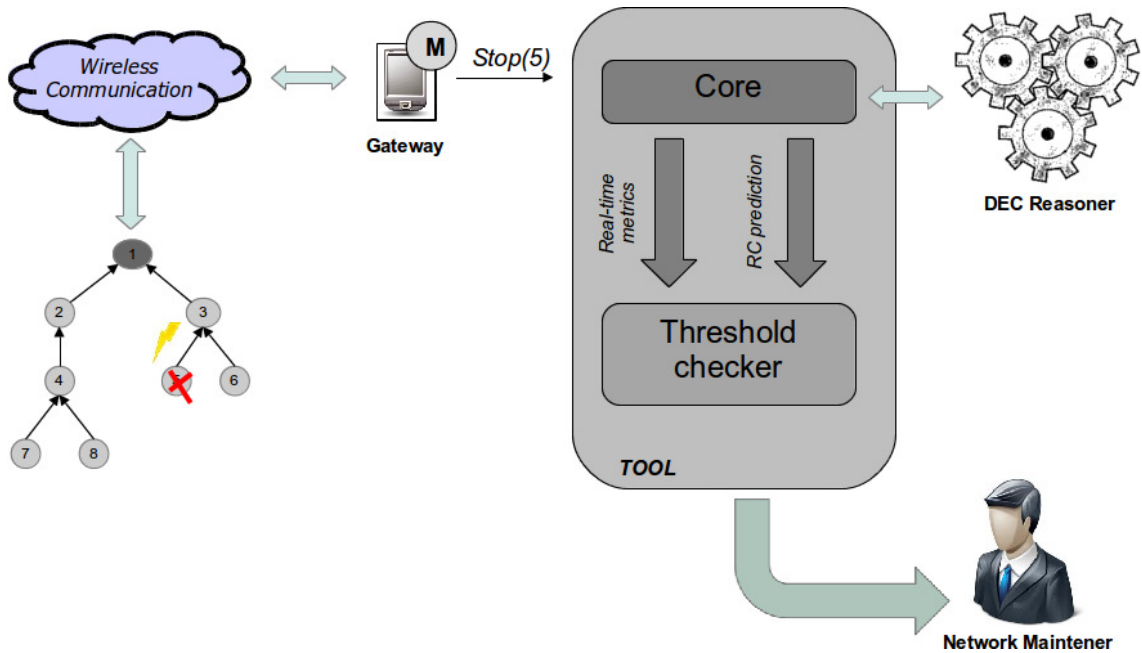 Wireless
Communication
M
Stop(5)
Gateway
Core
DEC Reasoner
Real-time
metrics
RC prediction
Threshold
checker
TOOL
1
2
3
4
5
6
7
8
Network Maintener